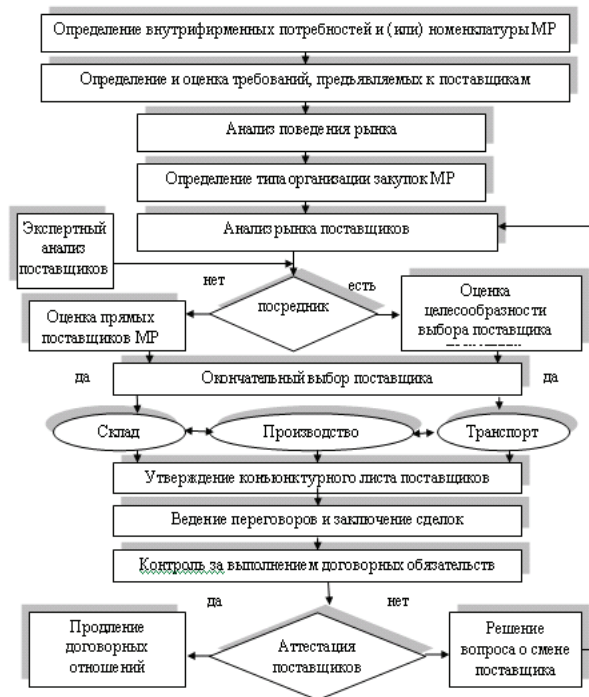 Определение внутрифирменных потребностей и (или) номенклатуры МР
Определение и оценка требований, предъявляемых к поставщикам
Анализ поведения рынка
Определение типа организации закупок МР
Анализ рынка поставщиков
Экспертный
анализ
поставщиков
нет
есть
посредник
Оценка прямых
поставщиков МР
Оценка
целесообразности
выбора поставщика
да
Окончательный выбор поставщика
да
Склад
Производство
Транспорт
Утверждение конъюнктурного листа поставщиков
Ведение переговоров и заключение сделок
Контроль за выполнением договорных обязательств
да
нет
Продление
договорных
отношений
Аттестация
поставщиков
Решение
вопроса о смене
поставщика